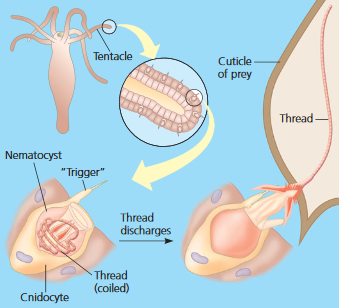 Tentacle
Cuticle
of prey
Thread
Nematocyst
"Trigger"
Thread
discharges
Thread
(coiled)
Cnidocyte